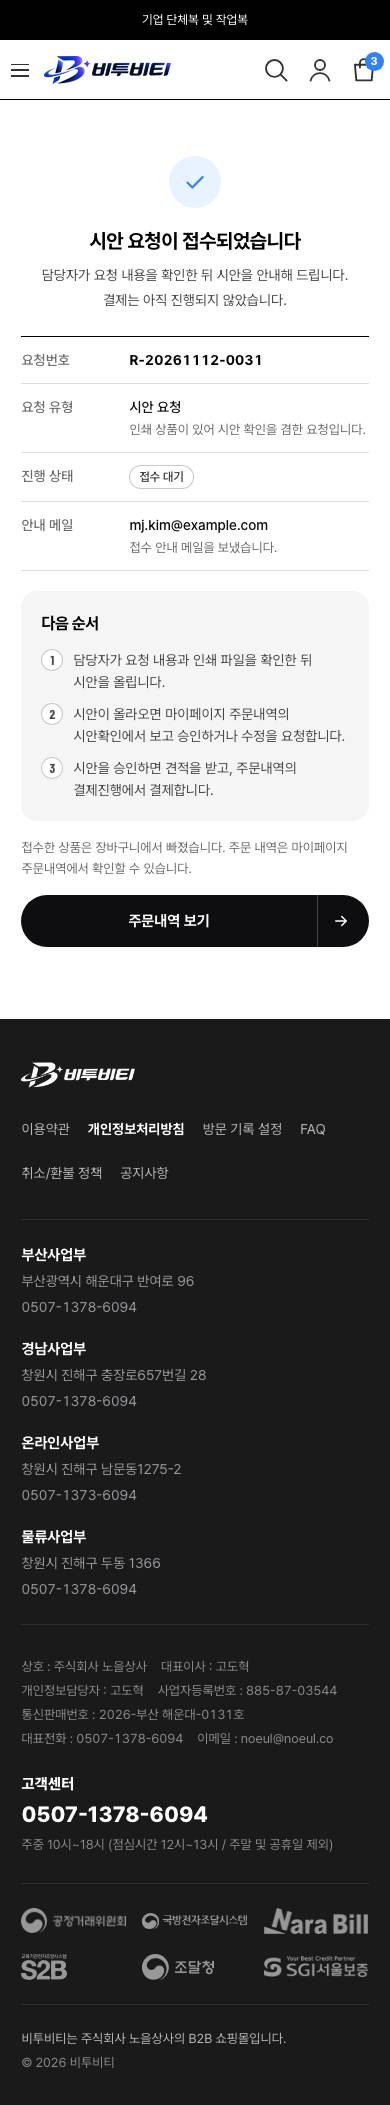 기업 단체복 및 작업복
비투비티
3
시안 요청이 접수되었습니다
담당자가 요청 내용을 확인한 뒤 시안을 안내해 드립니다.
결제는 아직 진행되지 않았습니다.
요청번호 R-20261112-0031
요청 유형 시안 요청
인쇄 상품이 있어 시안 확인을 겸한 요청입니다.
진행 상태 접수 대기
안내 메일 mj.kim@example.com
접수 안내 메일을 보냈습니다.
다음 순서
1 담당자가 요청 내용과 인쇄 파일을 확인한 뒤
시안을 올립니다.
2 시안이 올라오면 마이페이지 주문내역의
시안확인에서 보고 승인하거나 수정을 요청합니다.
3 시안을 승인하면 견적을 받고, 주문내역의
결제진행에서 결제합니다.
접수한 상품은 장바구니에서 빠졌습니다. 주문 내역은 마이페이지
주문내역에서 확인할 수 있습니다.
주문내역 보기
비투비티
이용약관 개인정보처리방침 방문 기록 설정 FAQ
취소/환불 정책 공지사항
부산사업부
부산광역시 해운대구 반여로 96
0507-1378-6094
경남사업부
창원시 진해구 충장로657번길 28
0507-1378-6094
온라인사업부
창원시 진해구 남문동1275-2
0507-1373-6094
물류사업부
창원시 진해구 두동 1366
0507-1378-6094
상호 : 주식회사 노을상사 대표이사 : 고도혁
개인정보담당자 : 고도혁 사업자등록번호 : 885-87-03544
통신판매번호 : 2026-부산 해운대-0131호
대표전화 : 0507-1378-6094 이메일 : noeul@noeul.co
고객센터
0507-1378-6094
주중 10시~18시 (점심시간 12시~13시 / 주말 및 공휴일 제외)
공정거래위원회 국방전자조달시스템 Nara Bill
S2B 조달청 Your Best Credit Partner
SGI서울보증
비투비티는 주식회사 노을상사의 B2B 쇼핑몰입니다.
© 2026 비투비티